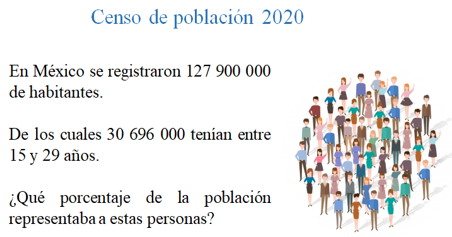 Censo de población 2020
En México se registraron 127 900 000
de habitantes.
De los cuales 30 696 000 tenían entre
15 y 29 años.
¿Qué porcentaje de la población
representaba a estas personas?